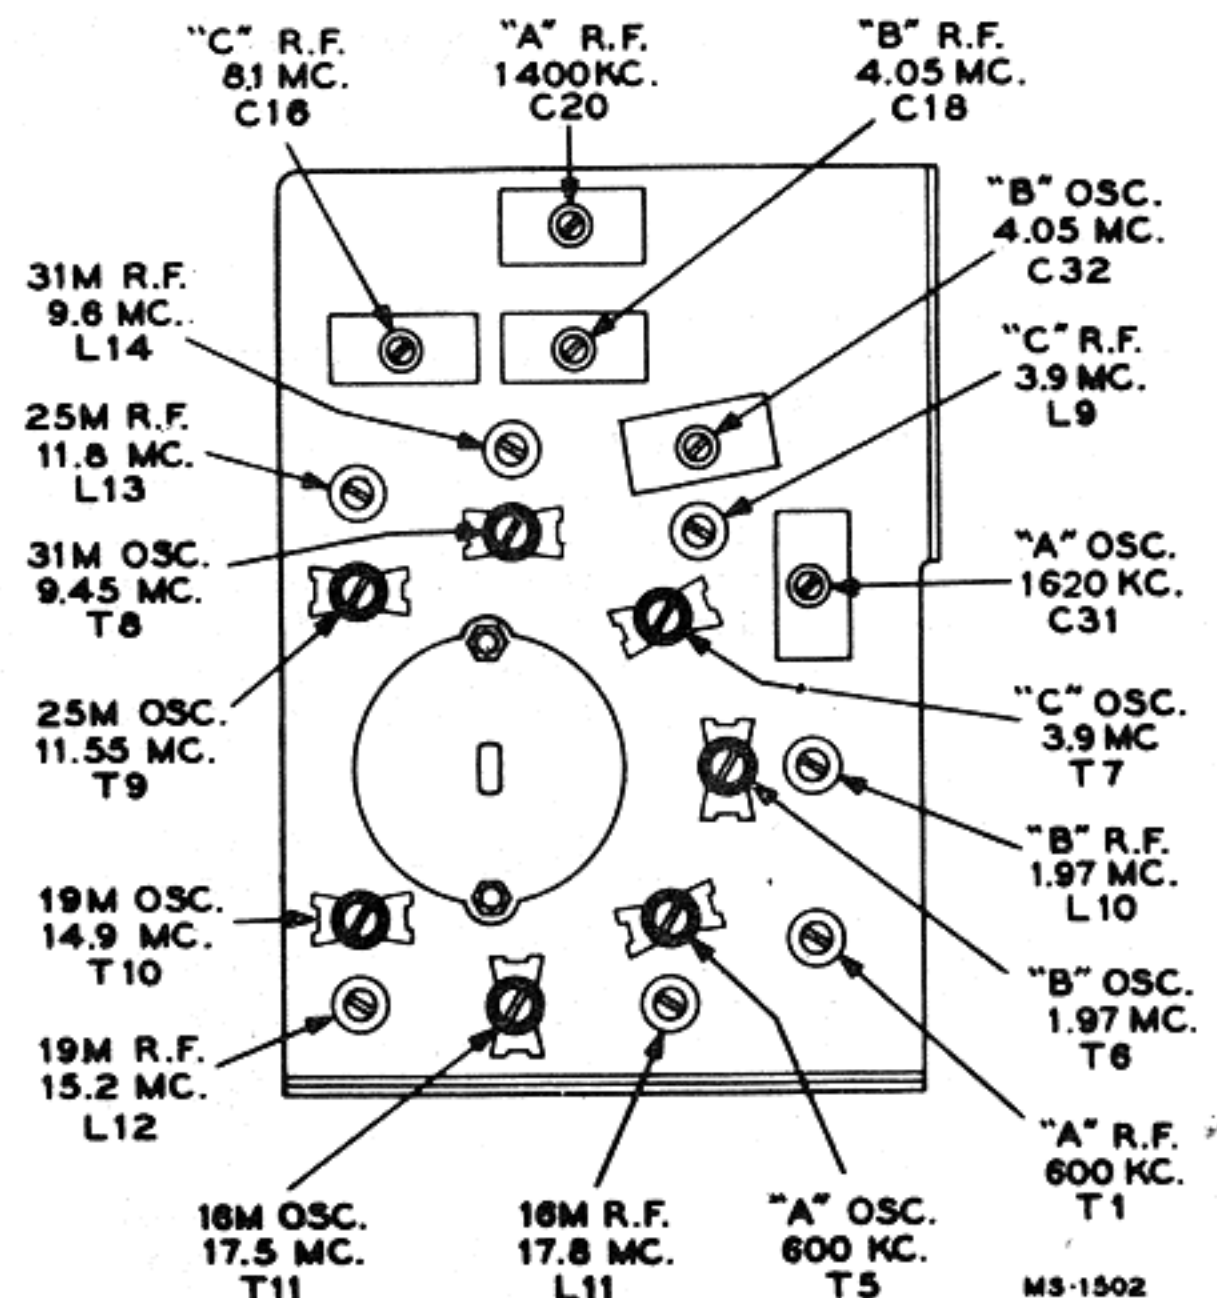 "C" R.F.
8.1 MC.
C16
"A" R.F.
1400 KC.
C20
"B" R.F.
4.05 MC.
C18
"B" OSC.
4.05 MC.
C32
31M R.F.
9.6 MC.
L14
"C" R.F.
3.9 MC.
L9
25M R.F.
11.8 MC.
L13
"A" OSC.
1620 KC.
C31
31M OSC.
9.45 MC.
T8
"C" OSC.
3.9 MC
T7
25M OSC.
11.55 MC.
T9
"B" R.F.
1.97 MC.
L10
19M OSC.
14.9 MC.
T10
"B" OSC.
1.97 MC.
T6
19M R.F.
15.2 MC.
L12
"A" R.F.
600 KC.
T1
16M OSC.
17.5 MC.
T11
16M R.F.
17.8 MC.
L11
"A" OSC.
600 KC.
T5
MS-1502